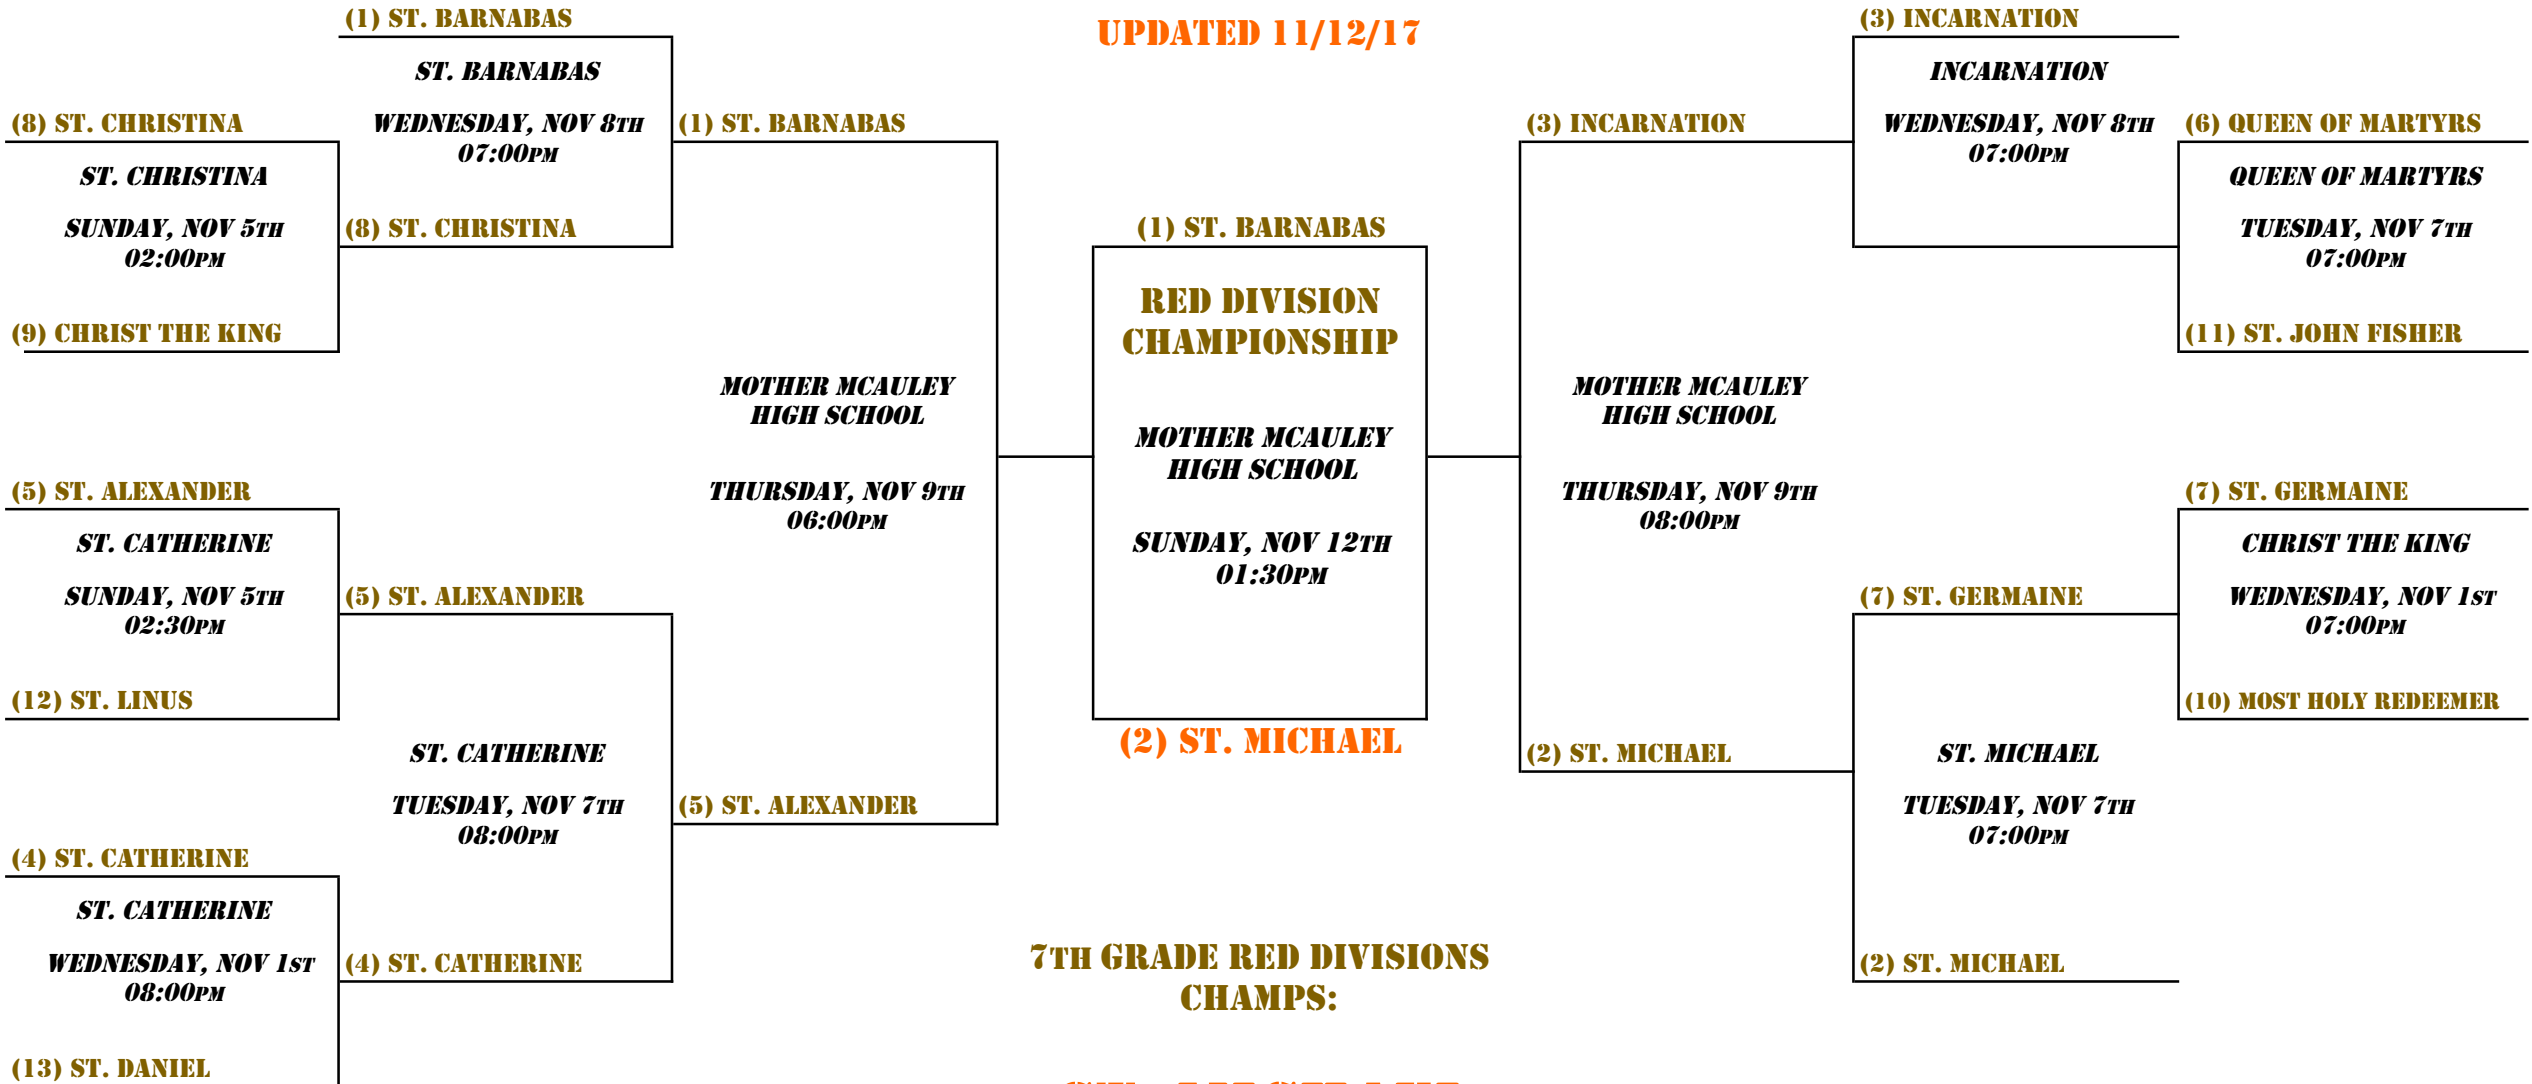 (1) ST. BARNABAS
UPDATED 11/12/17
(3) INCARNATION
ST. BARNABAS
INCARNATION
(8) ST. CHRISTINA
WEDNESDAY, NOV 8TH
07:00PM
(1) ST. BARNABAS
(3) INCARNATION
WEDNESDAY, NOV 8TH
07:00PM
(6) QUEEN OF MARTYRS
ST. CHRISTINA
QUEEN OF MARTYRS
SUNDAY, NOV 5TH
02:00PM
(8) ST. CHRISTINA
(1) ST. BARNABAS
TUESDAY, NOV 7TH
07:00PM
RED DIVISION
CHAMPIONSHIP
(9) CHRIST THE KING
(11) ST. JOHN FISHER
MOTHER MCAULEY
HIGH SCHOOL
MOTHER MCAULEY
HIGH SCHOOL
MOTHER MCAULEY
HIGH SCHOOL
(5) ST. ALEXANDER
THURSDAY, NOV 9TH
06:00PM
THURSDAY, NOV 9TH
08:00PM
(7) ST. GERMAINE
ST. CATHERINE
SUNDAY, NOV 12TH
01:30PM
CHRIST THE KING
SUNDAY, NOV 5TH
02:30PM
(5) ST. ALEXANDER
(7) ST. GERMAINE
WEDNESDAY, NOV 1ST
07:00PM
(12) ST. LINUS
(10) MOST HOLY REDEEMER
(2) ST. MICHAEL
ST. CATHERINE
(2) ST. MICHAEL
ST. MICHAEL
TUESDAY, NOV 7TH
08:00PM
(5) ST. ALEXANDER
TUESDAY, NOV 7TH
07:00PM
(4) ST. CATHERINE
ST. CATHERINE
WEDNESDAY, NOV 1ST
08:00PM
(4) ST. CATHERINE
7TH GRADE RED DIVISIONS
CHAMPS:
(2) ST. MICHAEL
(13) ST. DANIEL